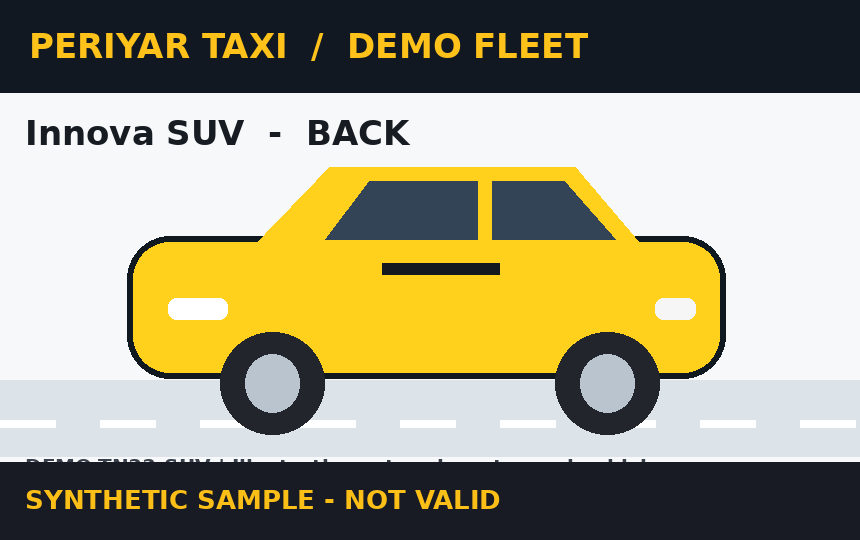 PERIYAR TAXI / DEMO FLEET
Innova SUV - BACK
SYNTHETIC SAMPLE - NOT VALID